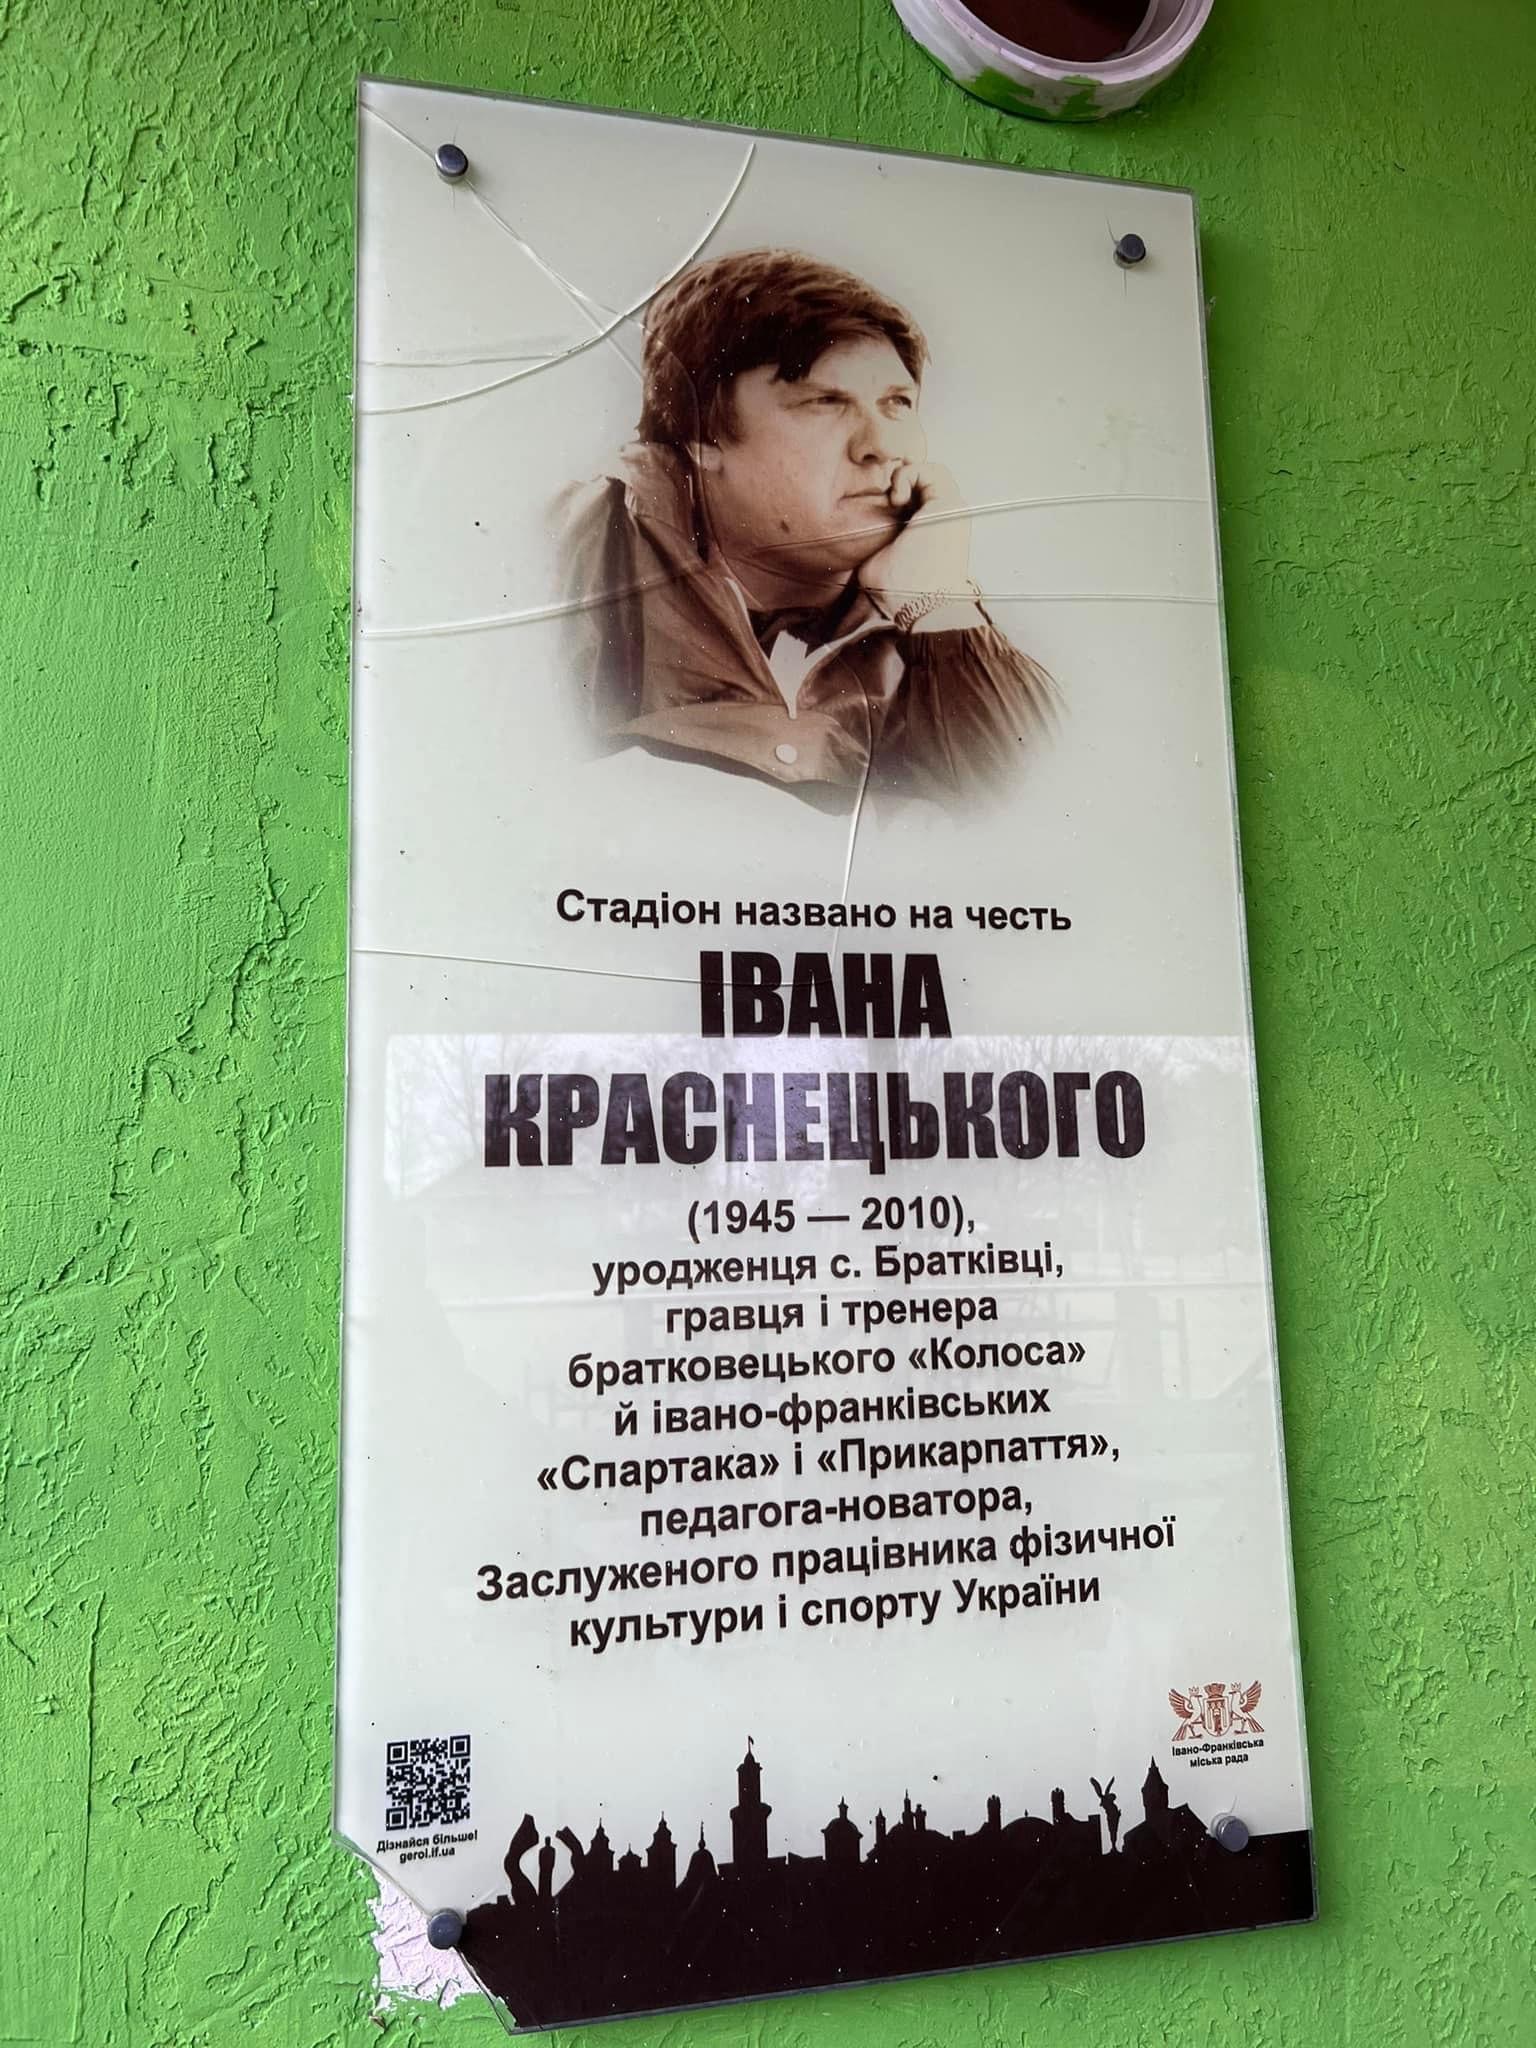 Стадіон названо на честь
ІВАНА
КРАСНЕЦЬКОГО
(1945 — 2010),
уродженця с. Братківці,
гравця і тренера
братковецького «Колоса»
й івано-франківських
«Спартака» і «Прикарпаття»,
педагога-новатора,
Заслуженого працівника фізичної
культури і спорту України
Івано-Франківська
міська рада
Дізнайся більше!
geroi.if.ua